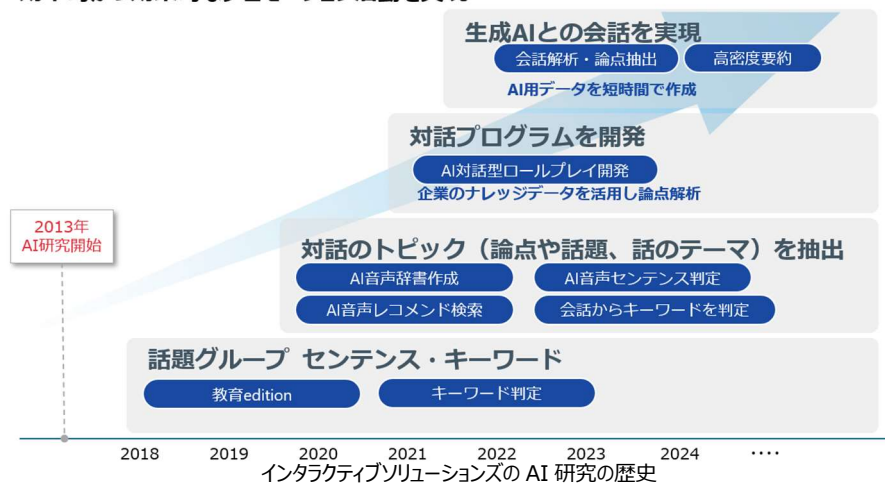 生成AIとの会話を実現
会話解析・論点抽出
高密度要約
AI用データを短時間で作成
対話プログラムを開発
AI対話型ロールプレイ開発
企業のナレッジデータを活用し論点解析
2013年
AI研究開始
対話のトピック（論点や話題、話のテーマ）を抽出
AI音声辞書作成
AI音声センテンス判定
AI音声レコメンド検索
会話からキーワードを判定
話題グループ センテンス・キーワード
教育edition
キーワード判定
2018 2019 2020 2021 2022 2023 2024 ････
インタラクティブソリューションズの AI 研究の歴史